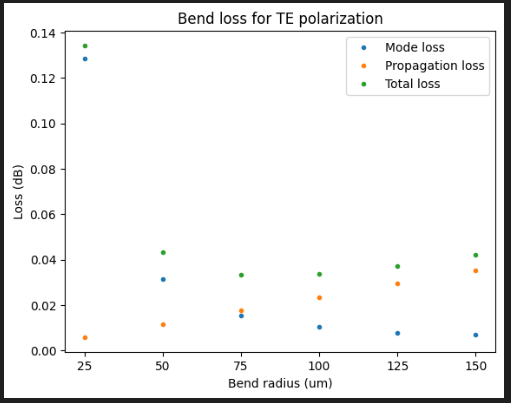 Bend loss for TE polarization
0.14
0.12
0.10
0.08
0.06
0.04
0.02
0.00
Loss (dB)
Mode loss
Propagation loss
Total loss
25
50
75
100
125
150
Bend radius (um)